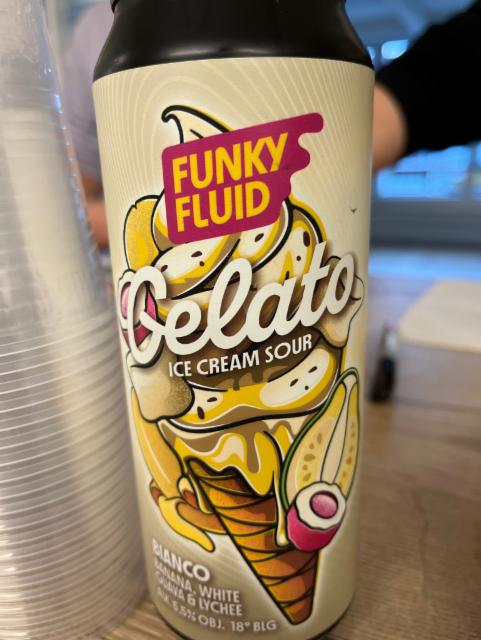 FUNKY
FLUID
Gelato
ICE CREAM SOUR
BIANCO
BANANA, WHITE
GUAVA & LYCHEE
ALK. 5,5% OBJ. 18° BLG